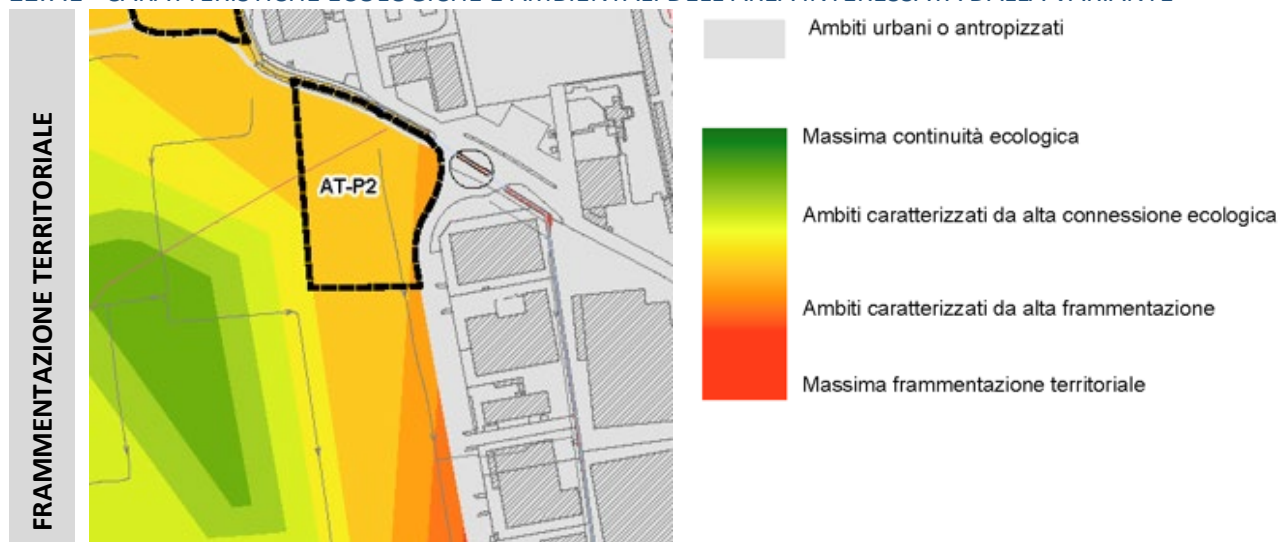 FRAMMENTAZIONE TERRITORIALE
AT-P2
Ambiti urbani o antropizzati
Massima continuità ecologica
Ambiti caratterizzati da alta connessione ecologica
Ambiti caratterizzati da alta frammentazione
Massima frammentazione territoriale